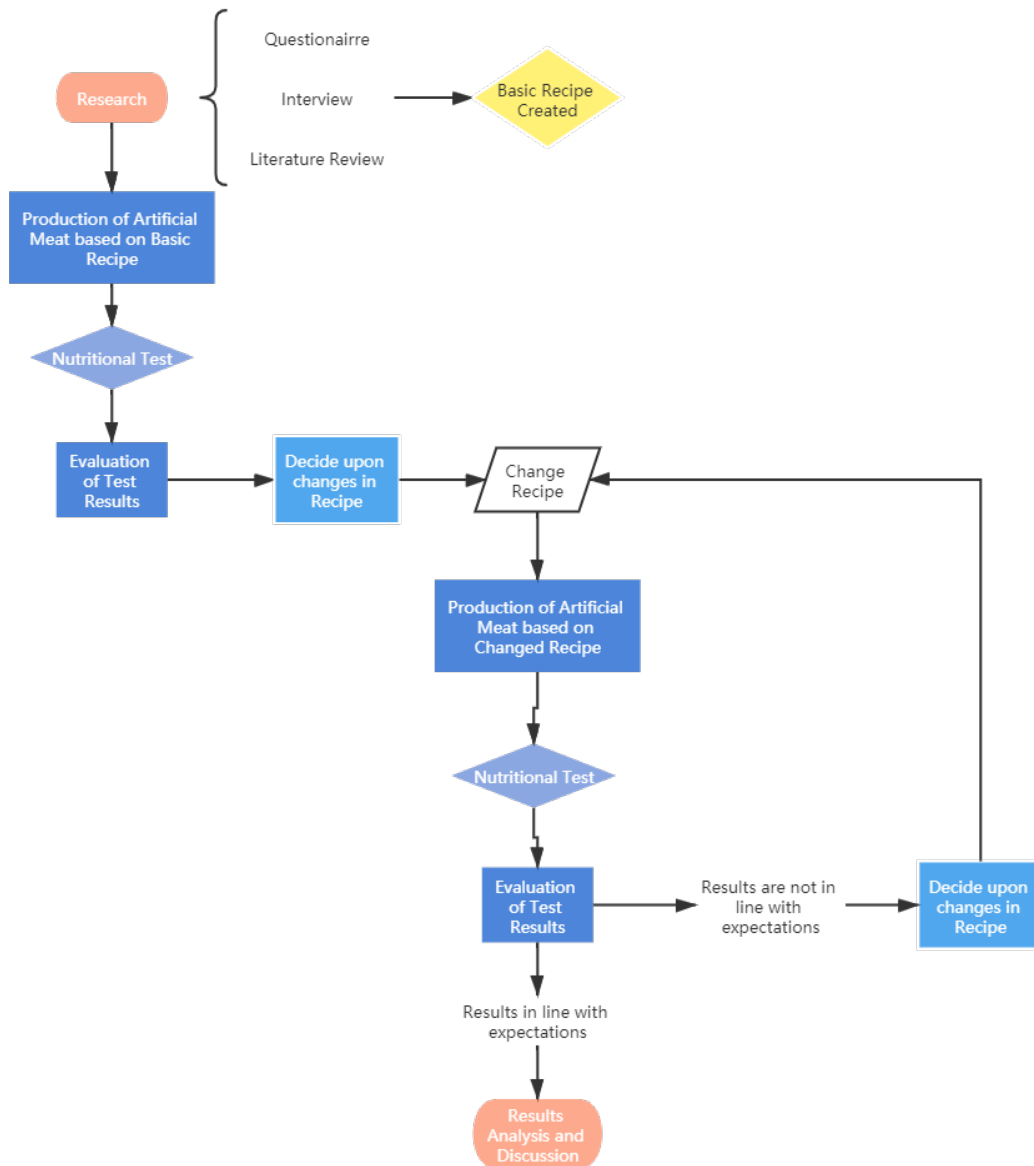 Questionairre
Research
Interview
Basic Recipe
Created
Literature Review
Production of Artificial
Meat based on Basic
Recipe
Nutritional Test
Evaluation
of Test
Results
Decide upon
changes in
Recipe
Change
Recipe
Production of Artificial
Meat based on
Changed Recipe
Nutritional Test
Evaluation
of Test
Results
Results are not in
line with
expectations
Decide upon
changes in
Recipe
Results in line with
expectations
Results
Analysis and
Discussion